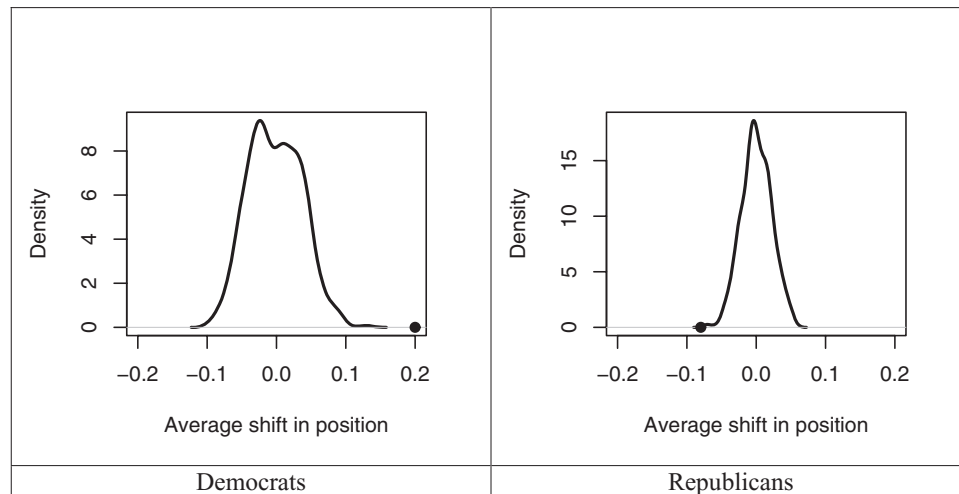 Density
8
6
4
2
0
−0.2 −0.1 0.0 0.1 0.2
Average shift in position
Democrats
Density
15
10
5
0
−0.2 −0.1 0.0 0.1 0.2
Average shift in position
Republicans